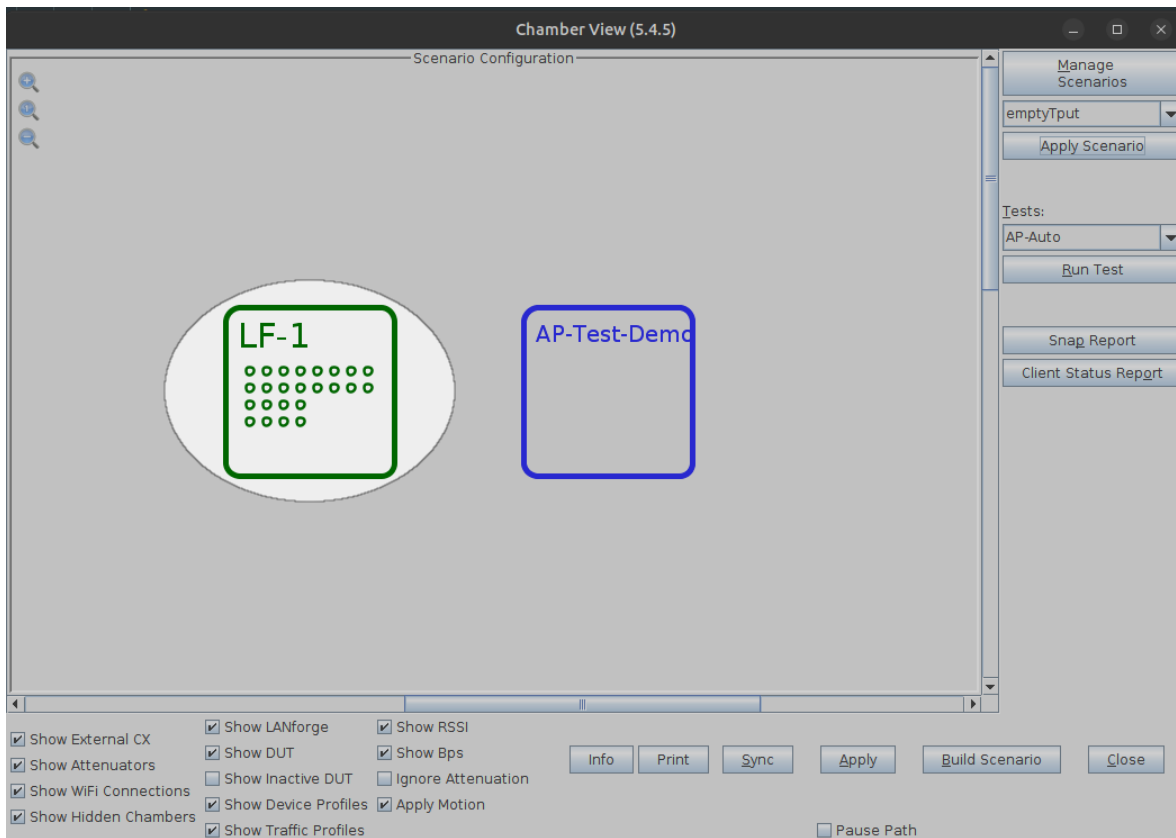 Chamber View (5.4.5)
Scenario Configuration
Manage
Scenarios
emptyTput
Apply Scenario
Tests:
AP-Auto
Run Test
Snap Report
Client Status Report
LF-1
AP-Test-Demo
Show External CX
Show Attenuators
Show WiFi Connections
Show Hidden Chambers
Show LANforge
Show DUT
Show Inactive DUT
Show Device Profiles
Show Traffic Profiles
Show RSSI
Show Bps
Ignore Attenuation
Apply Motion
Info
Print
Sync
Apply
Build Scenario
Close
Pause Path